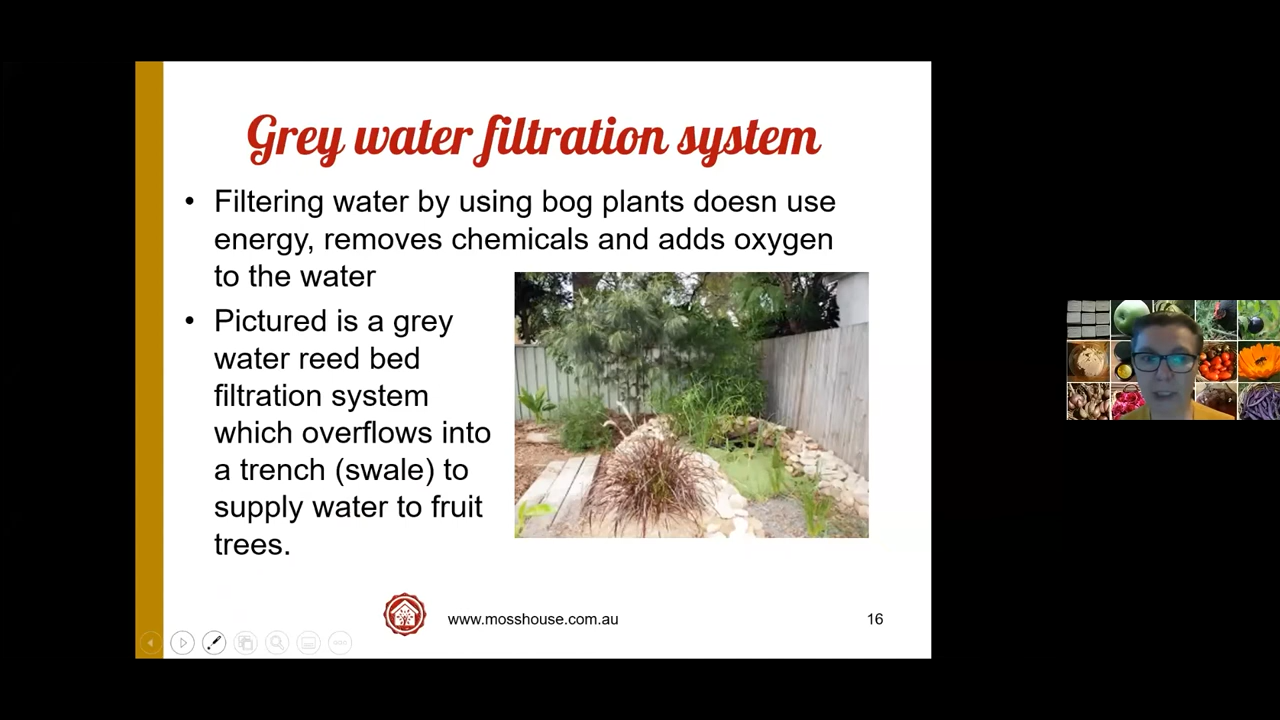 Grey water filtration system
• Filtering water by using bog plants doesn use
energy, removes chemicals and adds oxygen
to the water
• Pictured is a grey
water reed bed
filtration system
which overflows into
a trench (swale) to
supply water to fruit
trees.
www.mosshouse.com.au
16